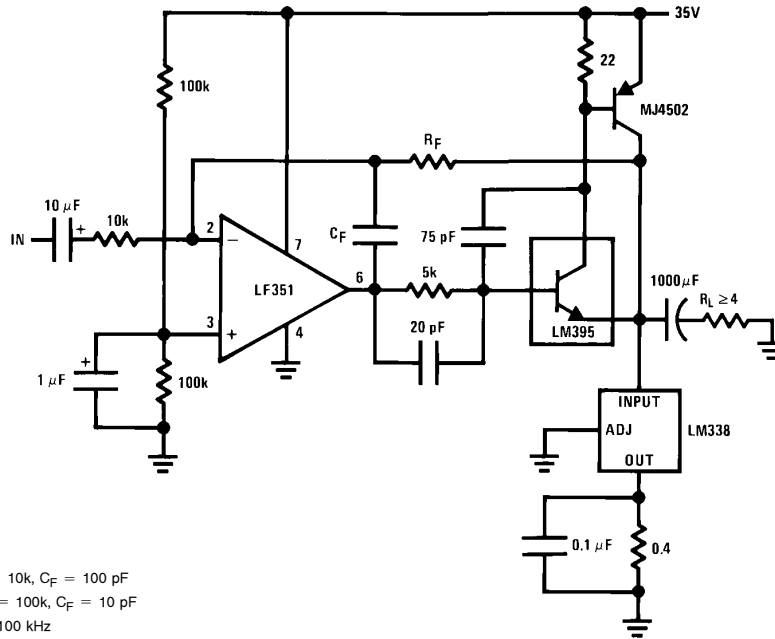 35V
100k
22
MJ4502
R_F
10 μF
+
10k
IN
2
−
7
C_F
75 pF
LF351
6
5k
1000μF
R_L ≥4
3
+
4
20 pF
LM395
+
1 μF
100k
INPUT
ADJ
LM338
OUT
0.1 μF
0.4
10k, C_F = 100 pF
= 100k, C_F = 10 pF
100 kHz